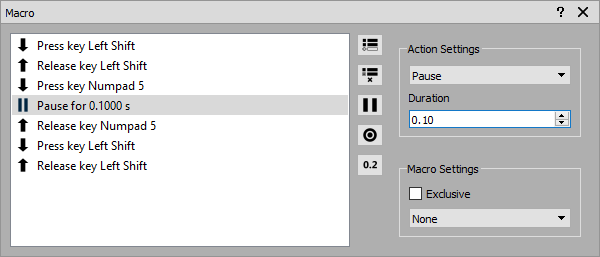 Macro
Press key Left Shift
Release key Left Shift
Press key Numpad 5
Pause for 0.1000 s
Release key Numpad 5
Press key Left Shift
Release key Left Shift
0.2
Action Settings
Pause
Duration
0.10
Macro Settings
Exclusive
None